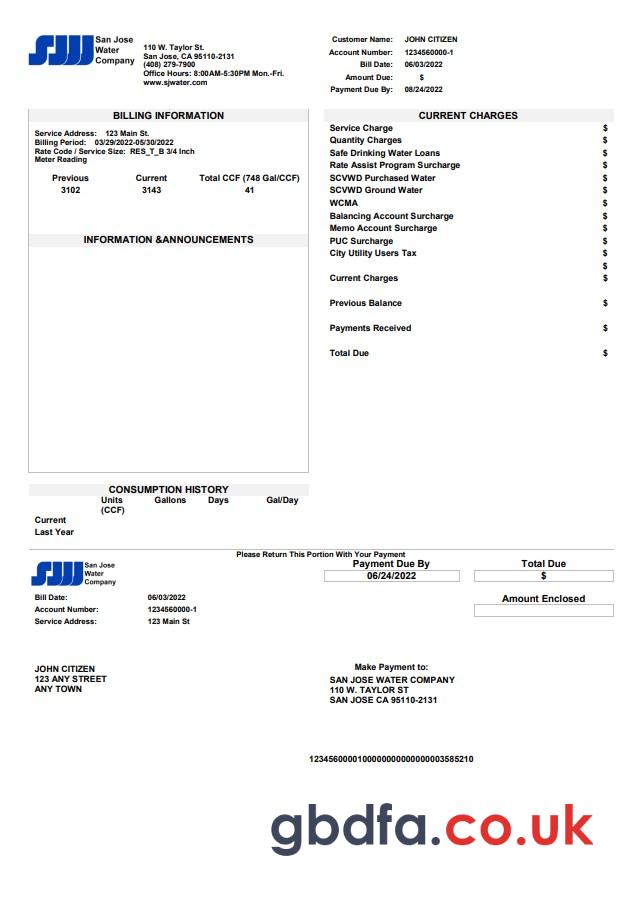 San Jose
Water
Company
110 W. Taylor St.
San Jose, CA 95110-2131
(408) 279-7900
Office Hours: 8:00AM-5:30PM Mon.-Fri.
www.sjwater.com
Customer Name: JOHN CITIZEN
Account Number: 1234560000-1
Bill Date: 06/03/2022
Amount Due: $
Payment Due By: 08/24/2022
BILLING INFORMATION
Service Address: 123 Main St.
Billing Period: 03/29/2022-05/30/2022
Rate Code / Service Size: RES_T_B 3/4 Inch
Meter Reading
Previous Current Total CCF (748 Gal/CCF)
3102 3143 41
INFORMATION &ANNOUNCEMENTS
CURRENT CHARGES
Service Charge $
Quantity Charges $
Safe Drinking Water Loans $
Rate Assist Program Surcharge $
SCVWD Purchased Water $
SCVWD Ground Water $
WCMA $
Balancing Account Surcharge $
Memo Account Surcharge $
PUC Surcharge $
City Utility Users Tax $
$
Current Charges $
Previous Balance $
Payments Received $
Total Due $
CONSUMPTION HISTORY
Units Gallons Days Gal/Day
(CCF)
Current
Last Year
Please Return This Portion With Your Payment
San Jose
Water
Company
Payment Due By Total Due
06/24/2022 $
Amount Enclosed
Bill Date: 06/03/2022
Account Number: 1234560000-1
Service Address: 123 Main St
JOHN CITIZEN
123 ANY STREET
ANY TOWN
Make Payment to:
SAN JOSE WATER COMPANY
110 W. TAYLOR ST
SAN JOSE CA 95110-2131
1234560000100000000000000003585210
gbdfa.co.uk